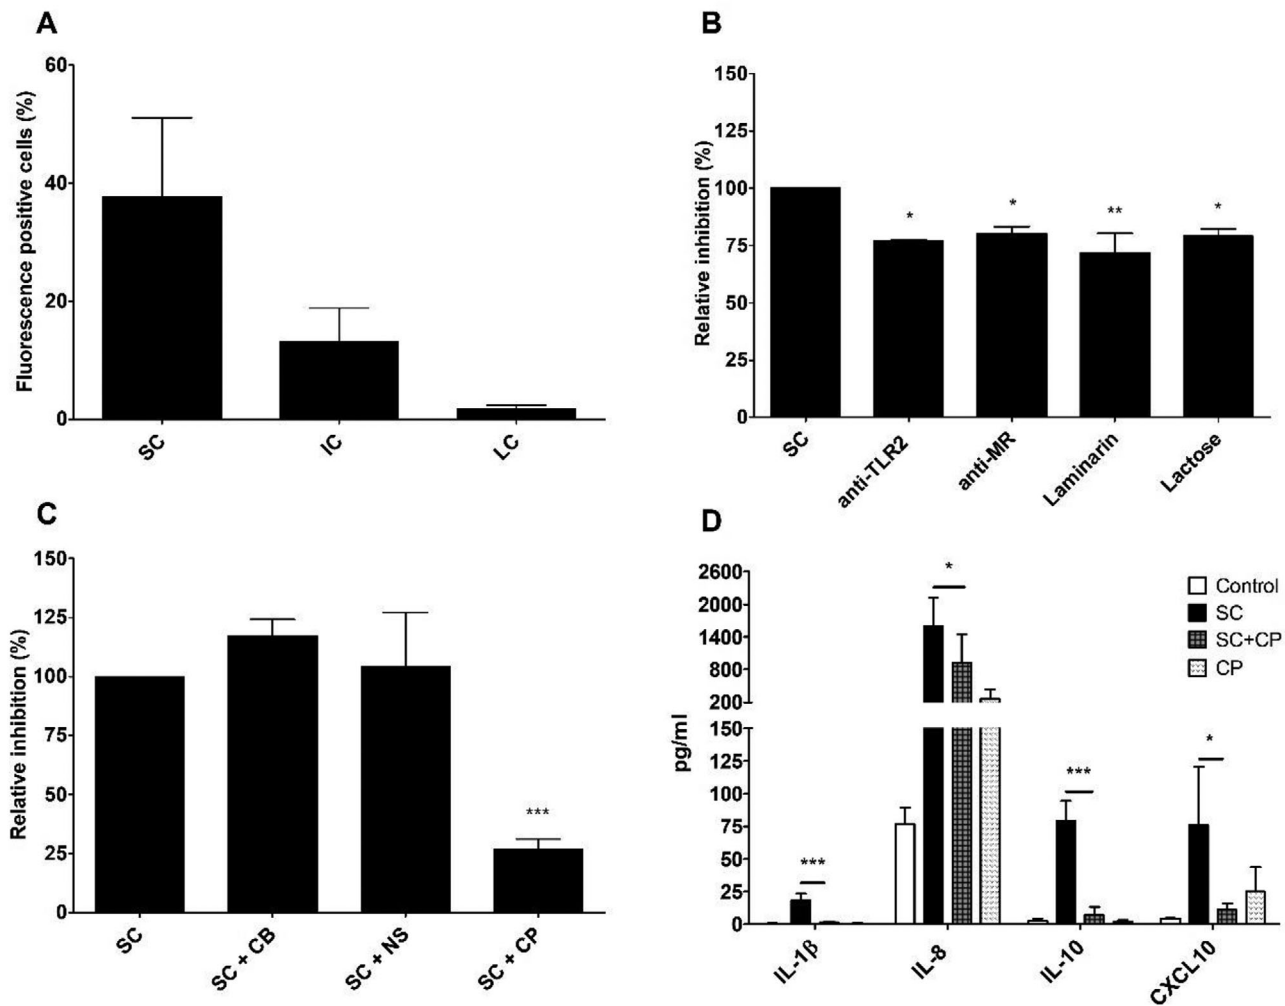 A
Fluorescence positive cells (%)
60
40
20
0
SC
IC
LC
B
Relative inhibition (%)
150
125
100
75
50
25
0
*
*
**
*
SC
anti-TLR2
anti-MR
Laminarin
Lactose
C
Relative inhibition (%)
150
125
100
75
50
25
0
***
SC
SC + CB
SC + NS
SC + CP
D
pg/ml
2600
2000
1400
800
200
150
125
100
75
50
25
0
***
*
***
*
Control
SC
SC+CP
CP
IL-1β
IL-8
IL-10
CXCL10